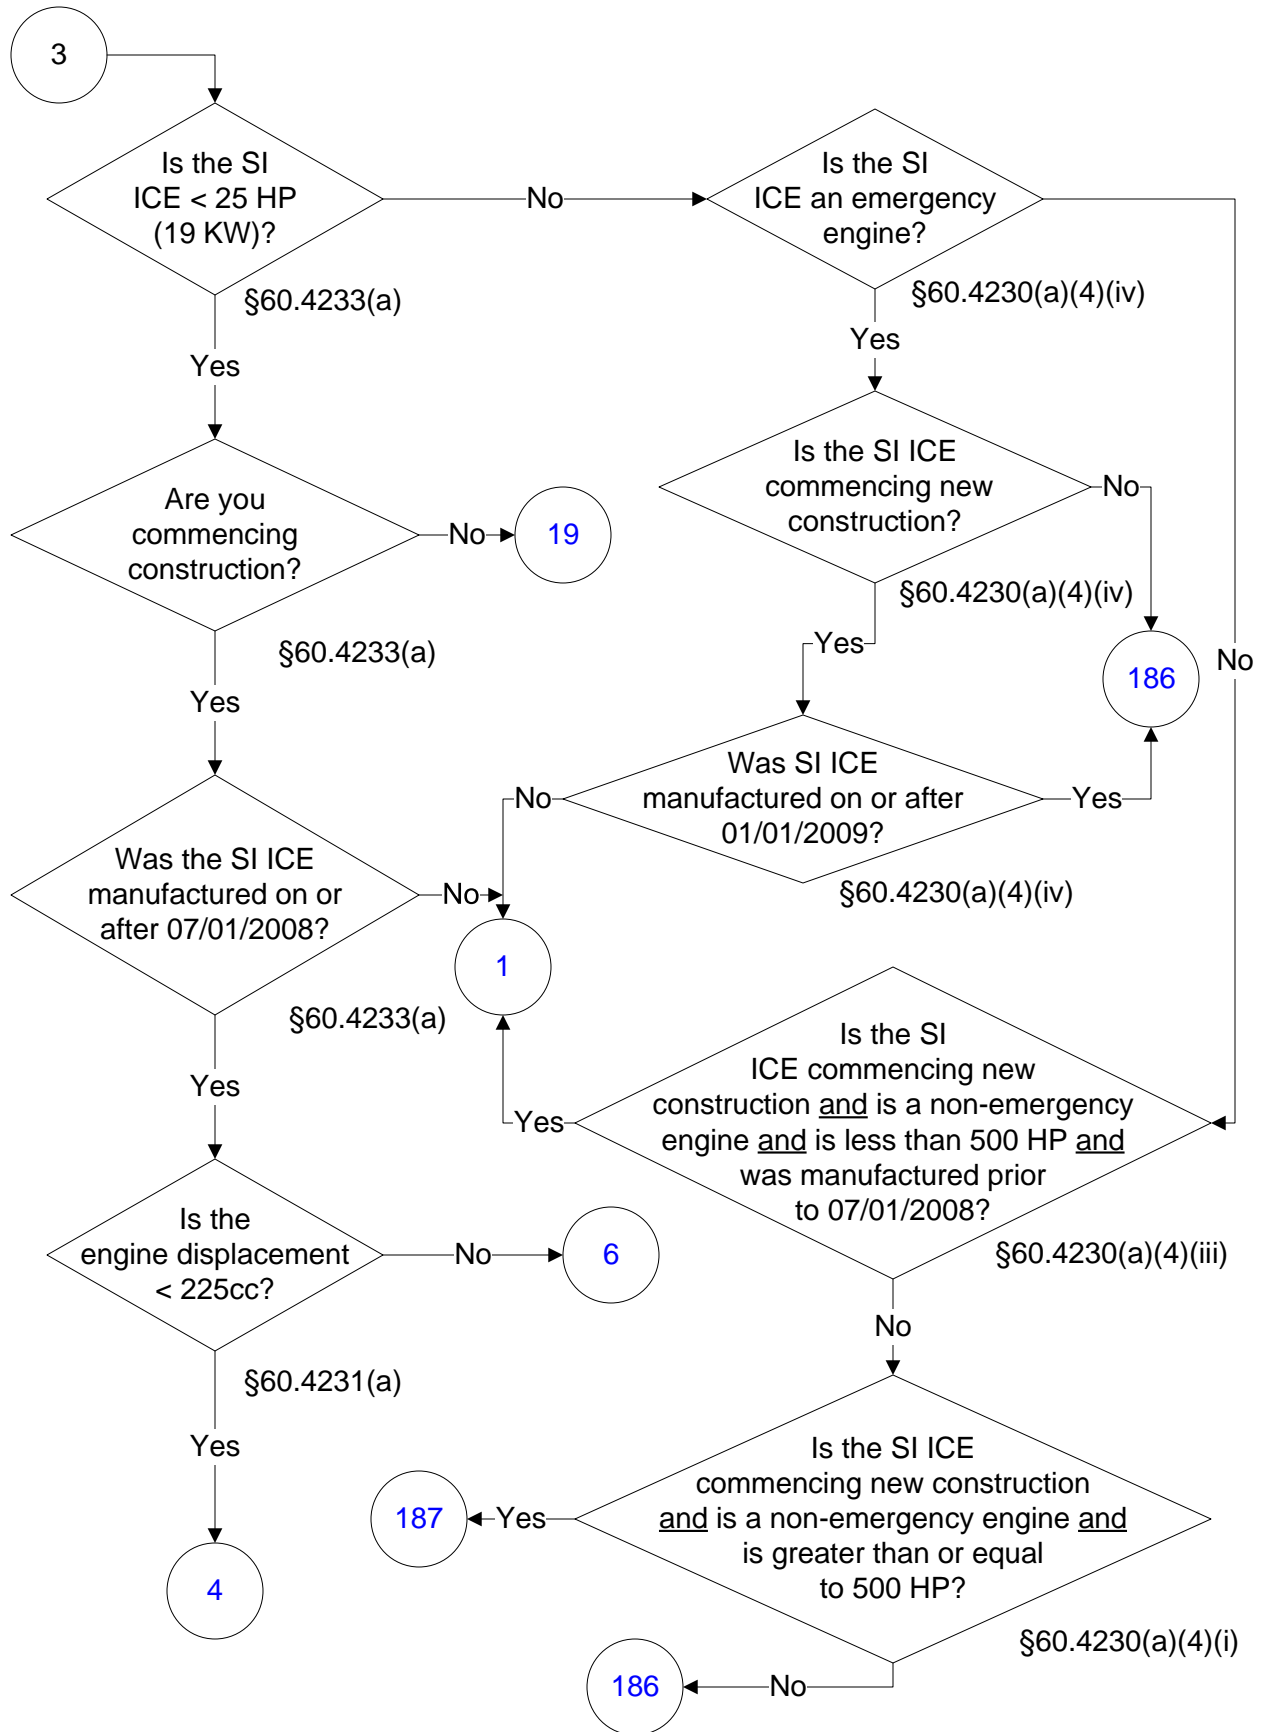 3
Is the SI
ICE < 25 HP
(19 KW)?
§60.4233(a)
No
Is the SI
ICE an emergency
engine?
§60.4230(a)(4)(iv)
No
Yes
Yes
Are you
commencing
construction?
§60.4233(a)
No
19
Is the SI ICE
commencing new
construction?
§60.4230(a)(4)(iv)
No
186
Yes
Yes
Was SI ICE
manufactured on or after
01/01/2009?
§60.4230(a)(4)(iv)
No
Yes
Was the SI ICE
manufactured on or
after 07/01/2008?
§60.4233(a)
No
1
Yes
Is the SI
ICE commencing new
construction and is a non-emergency
engine and is less than 500 HP and
was manufactured prior
to 07/01/2008?
§60.4230(a)(4)(iii)
Yes
No
Is the
engine displacement
< 225cc?
§60.4231(a)
No
6
Yes
4
Is the SI ICE
commencing new construction
and is a non-emergency engine and
is greater than or equal
to 500 HP?
§60.4230(a)(4)(i)
Yes
187
No
186